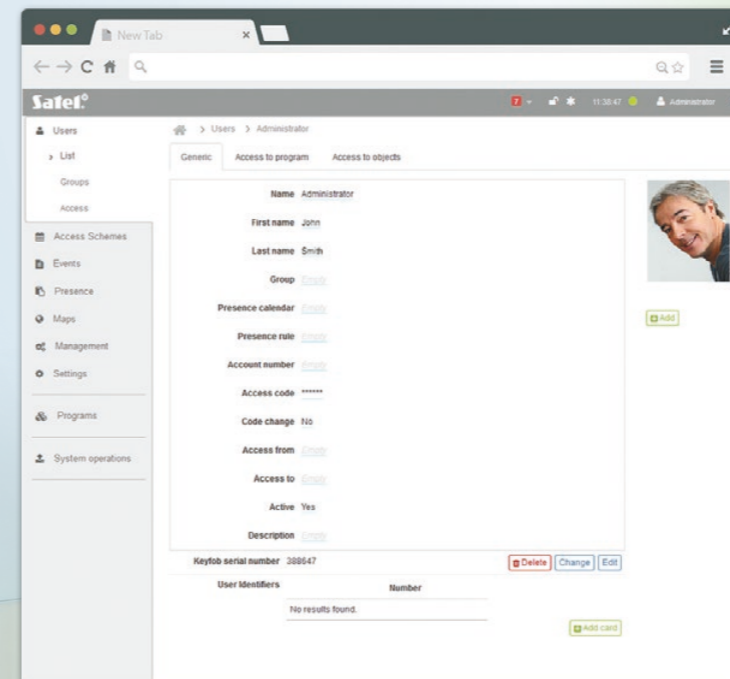 New Tab
Satel
7 11:38:47 Administrator
Users
List
Groups
Access
Access Schemes
Events
Presence
Maps
Management
Settings
Programs
System operations
> Users > Administrator
Generic Access to program Access to objects
Name Administrator
First name John
Last name Smith
Group Empty
Presence calendar Empty
Presence rule Empty
Account number Empty
Access code ******
Code change No
Access from Empty
Access to Empty
Active Yes
Description Empty
Keyfob serial number 388647 Delete Change Edit
User Identifiers Number
No results found.
Add card
Add